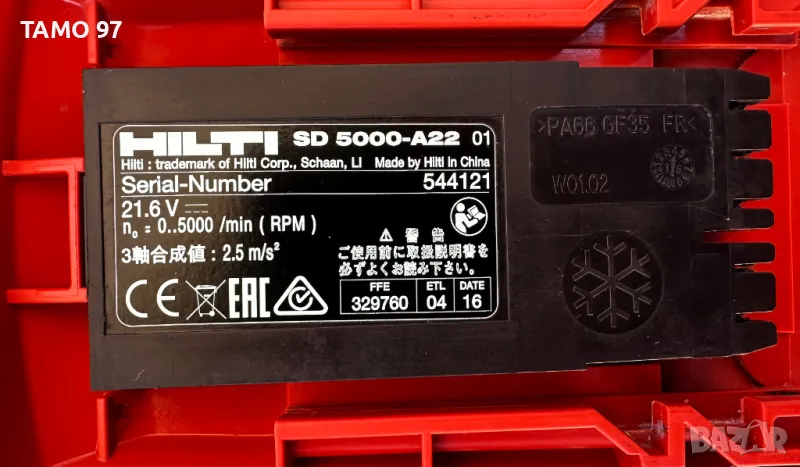 TAMO 97
HILTI SD 5000-A22 01
Hilti : trademark of Hilti Corp., Schaan, LI Made by Hilti in China
Serial-Number 544121
21.6 V
n₀ = 0..5000 /min ( RPM )
3軸合成値 : 2.5 m/s²
⚠ 警 告
ご使用前に取扱説明書を
必ずよくお読み下さい
CE EAC
FFE ETL DATE
329760 04 16
>PA66 GF35 FR<
W01.02
BAZAR